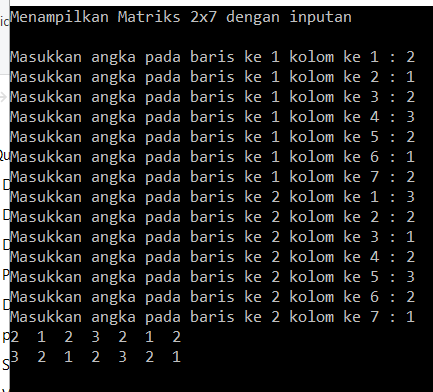 Menampilkan Matriks 2x7 dengan inputan
Masukkan angka pada baris ke 1 kolom ke 1 : 2
Masukkan angka pada baris ke 1 kolom ke 2 : 1
Masukkan angka pada baris ke 1 kolom ke 3 : 2
Masukkan angka pada baris ke 1 kolom ke 4 : 3
Masukkan angka pada baris ke 1 kolom ke 5 : 2
Masukkan angka pada baris ke 1 kolom ke 6 : 1
Masukkan angka pada baris ke 1 kolom ke 7 : 2
Masukkan angka pada baris ke 2 kolom ke 1 : 3
Masukkan angka pada baris ke 2 kolom ke 2 : 2
Masukkan angka pada baris ke 2 kolom ke 3 : 1
Masukkan angka pada baris ke 2 kolom ke 4 : 2
Masukkan angka pada baris ke 2 kolom ke 5 : 3
Masukkan angka pada baris ke 2 kolom ke 6 : 2
Masukkan angka pada baris ke 2 kolom ke 7 : 1
2 1 2 3 2 1 2
3 2 1 2 3 2 1